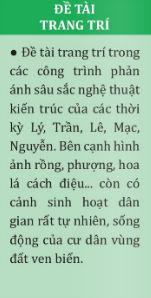 ĐỀ TÀI
TRANG TRÍ
● Đề tài trang trí trong
các công trình phản
ánh sâu sắc nghệ thuật
kiến trúc của các thời
kỳ Lý, Trần, Lê, Mạc,
Nguyễn. Bên cạnh hình
ảnh rồng, phượng, hoa
lá cách điệu... còn có
cảnh sinh hoạt dân
gian rất tự nhiên, sống
động của cư dân vùng
đất ven biển.